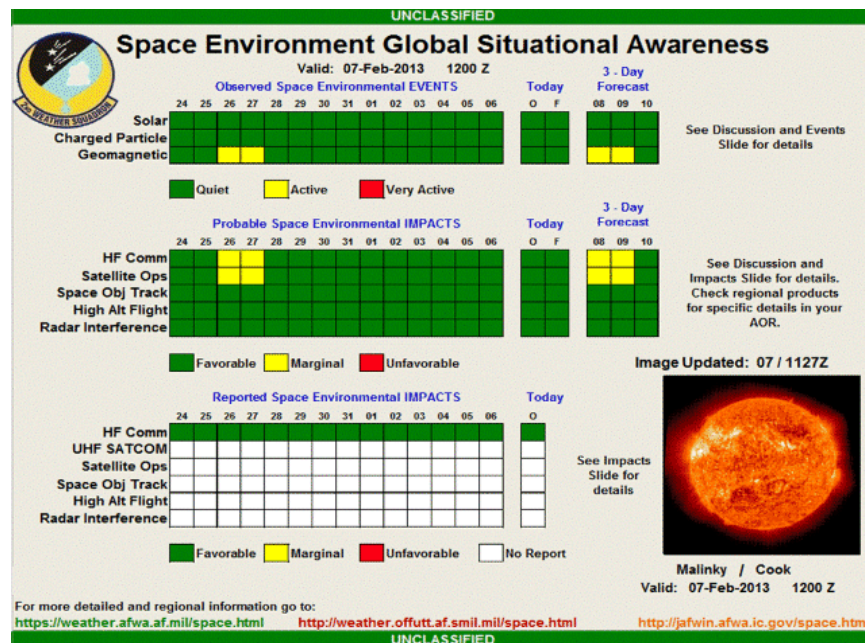 UNCLASSIFIED
Space Environment Global Situational Awareness
Valid: 07-Feb-2013 1200 Z
2ND WEATHER SQUADRON
Observed Space Environmental EVENTS Today 3 - Day Forecast
24 25 26 27 28 29 30 31 01 02 03 04 05 06 O F 08 09 10
Solar
Charged Particle
Geomagnetic
See Discussion and Events
Slide for details
Quiet Active Very Active
Probable Space Environmental IMPACTS Today 3 - Day Forecast
24 25 26 27 28 29 30 31 01 02 03 04 05 06 O F 08 09 10
HF Comm
Satellite Ops
Space Obj Track
High Alt Flight
Radar Interference
See Discussion and
Impacts Slide for details.
Check regional products
for specific details in your
AOR.
Favorable Marginal Unfavorable
Image Updated: 07 / 1127Z
Reported Space Environmental IMPACTS Today
24 25 26 27 28 29 30 31 01 02 03 04 05 06 O
HF Comm
UHF SATCOM
Satellite Ops
Space Obj Track
High Alt Flight
Radar Interference
See Impacts
Slide for
details
Favorable Marginal Unfavorable No Report
Malinky / Cook
Valid: 07-Feb-2013 1200 Z
For more detailed and regional information go to:
https://weather.afwa.af.mil/space.html http://weather.offutt.af.smil.mil/space.html http://jafwin.afwa.ic.gov/space.htm
UNCLASSIFIED